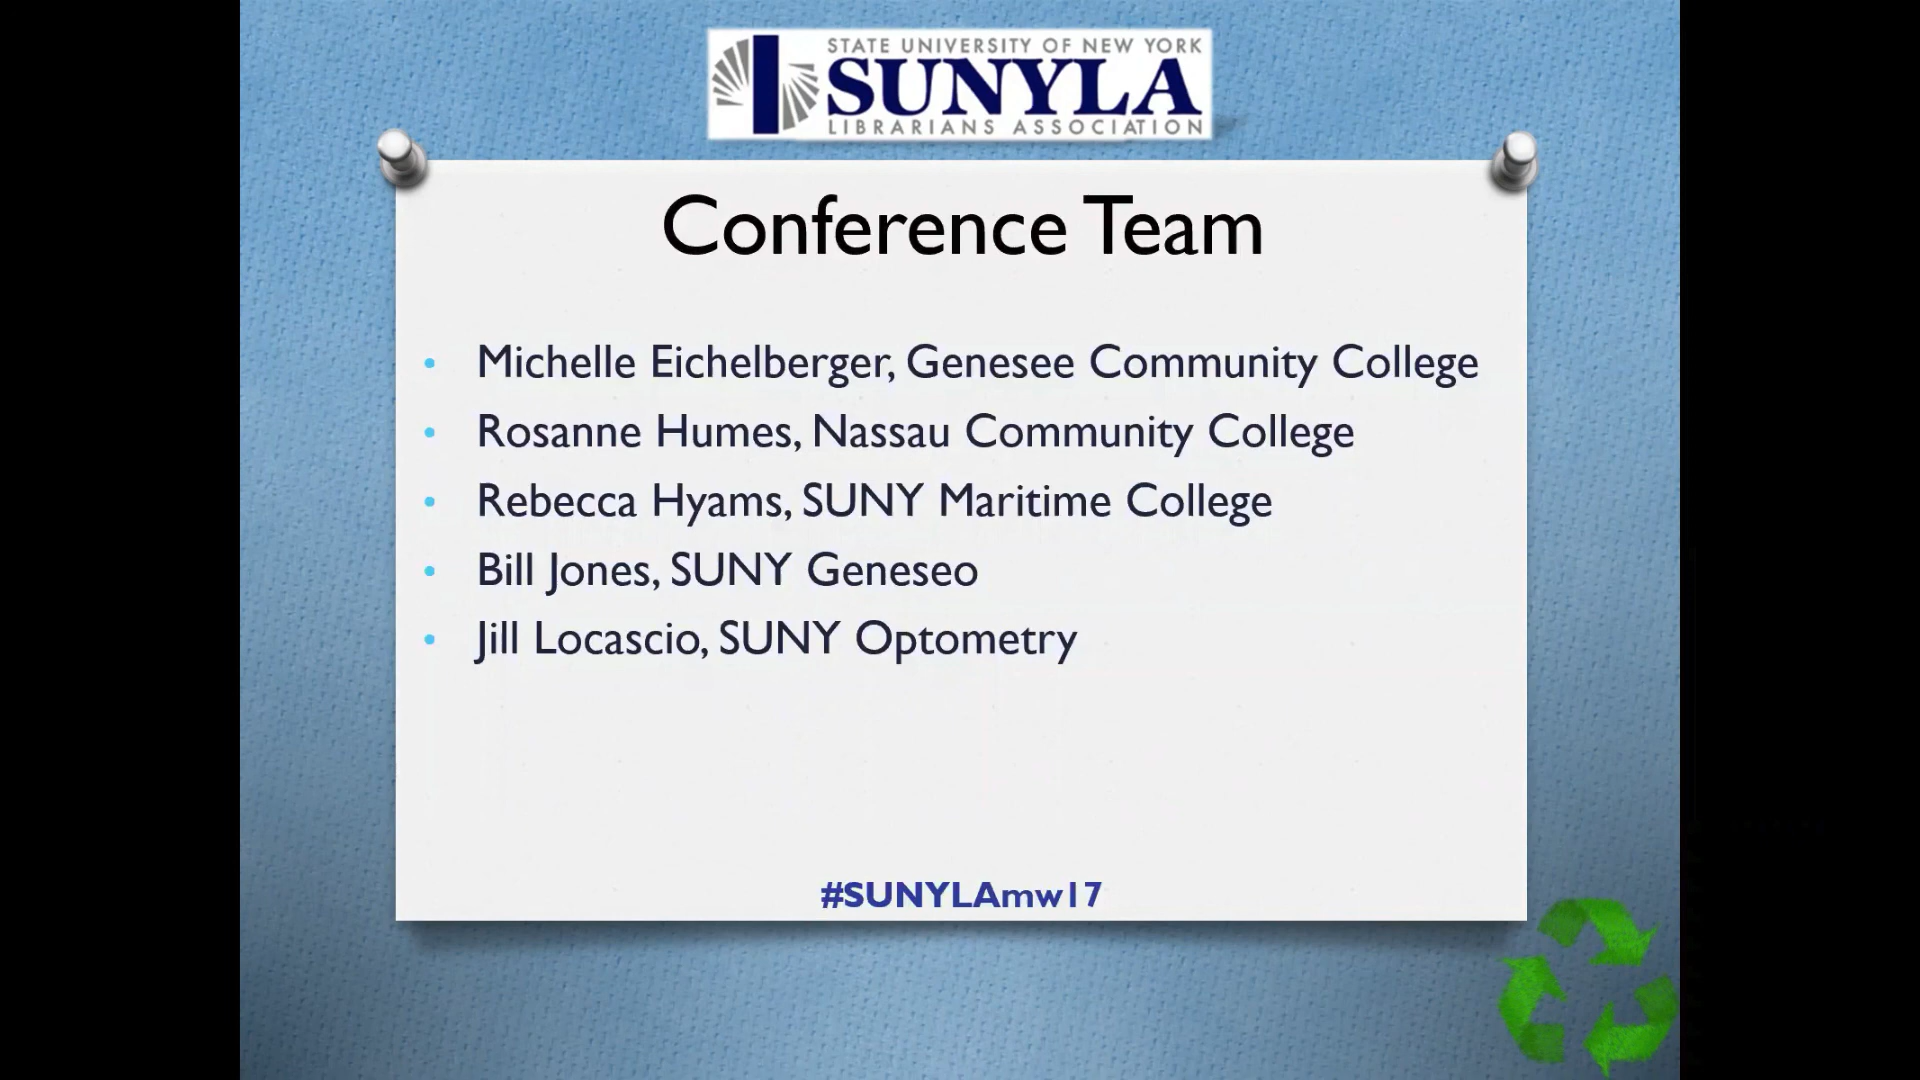 STATE UNIVERSITY OF NEW YORK
SUNYLA
LIBRARIANS ASSOCIATION
Conference Team
• Michelle Eichelberger, Genesee Community College
• Rosanne Humes, Nassau Community College
• Rebecca Hyams, SUNY Maritime College
• Bill Jones, SUNY Geneseo
• Jill Locascio, SUNY Optometry
#SUNYLAmw17